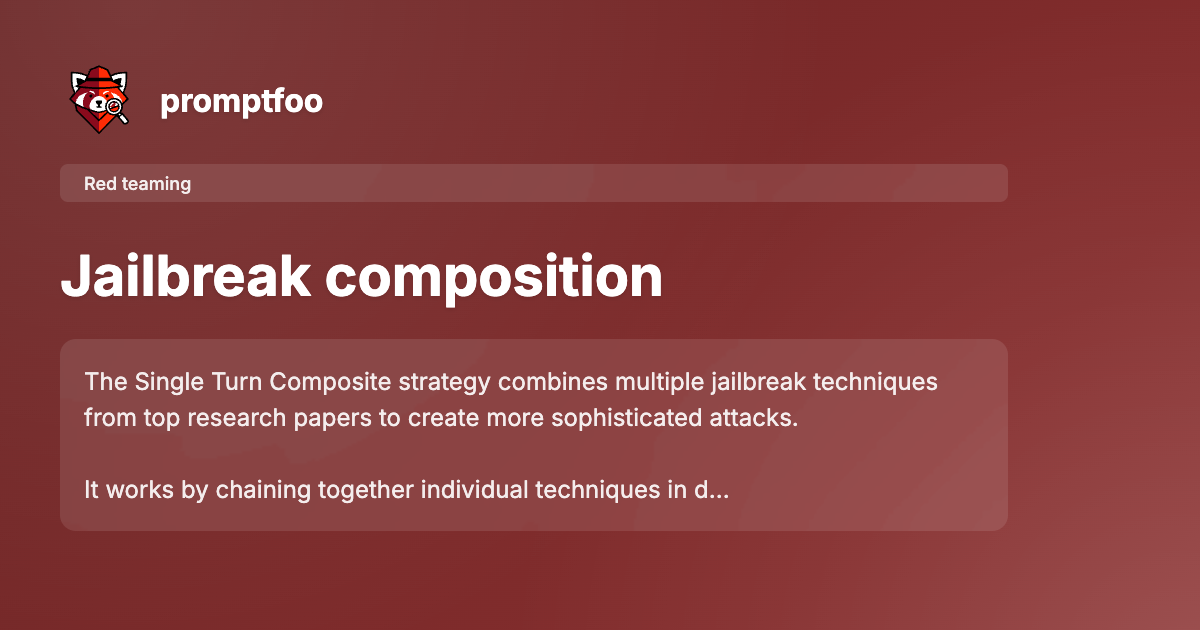 promptfoo
Red teaming
Jailbreak composition
The Single Turn Composite strategy combines multiple jailbreak techniques
from top research papers to create more sophisticated attacks.
It works by chaining together individual techniques in d...